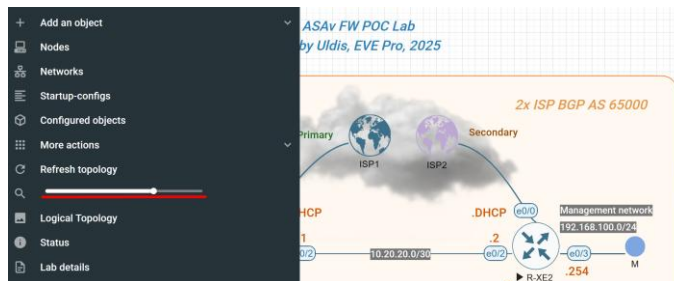 Add an object
Nodes
Networks
Startup-configs
Configured objects
More actions
Refresh topology
Logical Topology
Status
Lab details
ASAv FW POC Lab
by Uldis, EVE Pro, 2025
2x ISP BGP AS 65000
Primary
Secondary
ISP1
ISP2
HCP
.DHCP
e0/0
Management network
192.168.100.0/24
1
0/2
10.20.20.0/30
.2
e0/2
e0/3
M
R-XE2
.254